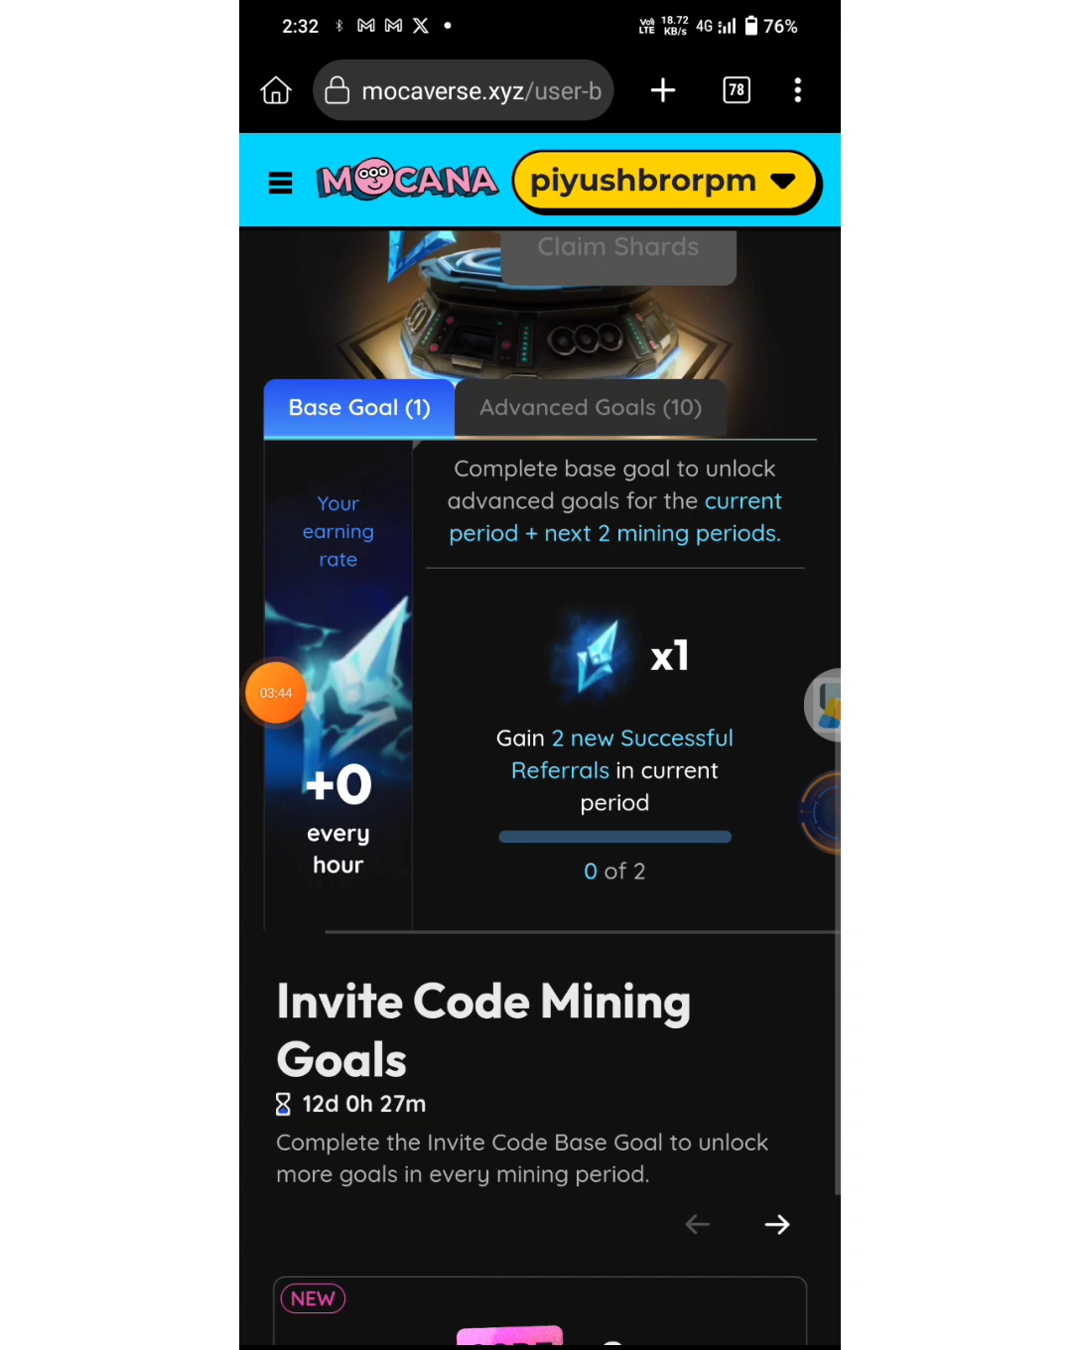 2:32
Vo) LTE 18.72 KB/s 4G 76%
mocaverse.xyz/user-b
78
MOCANA
piyushbrorpm
Claim Shards
Base Goal (1)
Advanced Goals (10)
Complete base goal to unlock
advanced goals for the current
period + next 2 mining periods.
Your
earning
rate
x1
03:44
Gain 2 new Successful
Referrals in current
period
+0
every
hour
0 of 2
Invite Code Mining
Goals
12d 0h 27m
Complete the Invite Code Base Goal to unlock
more goals in every mining period.
NEW